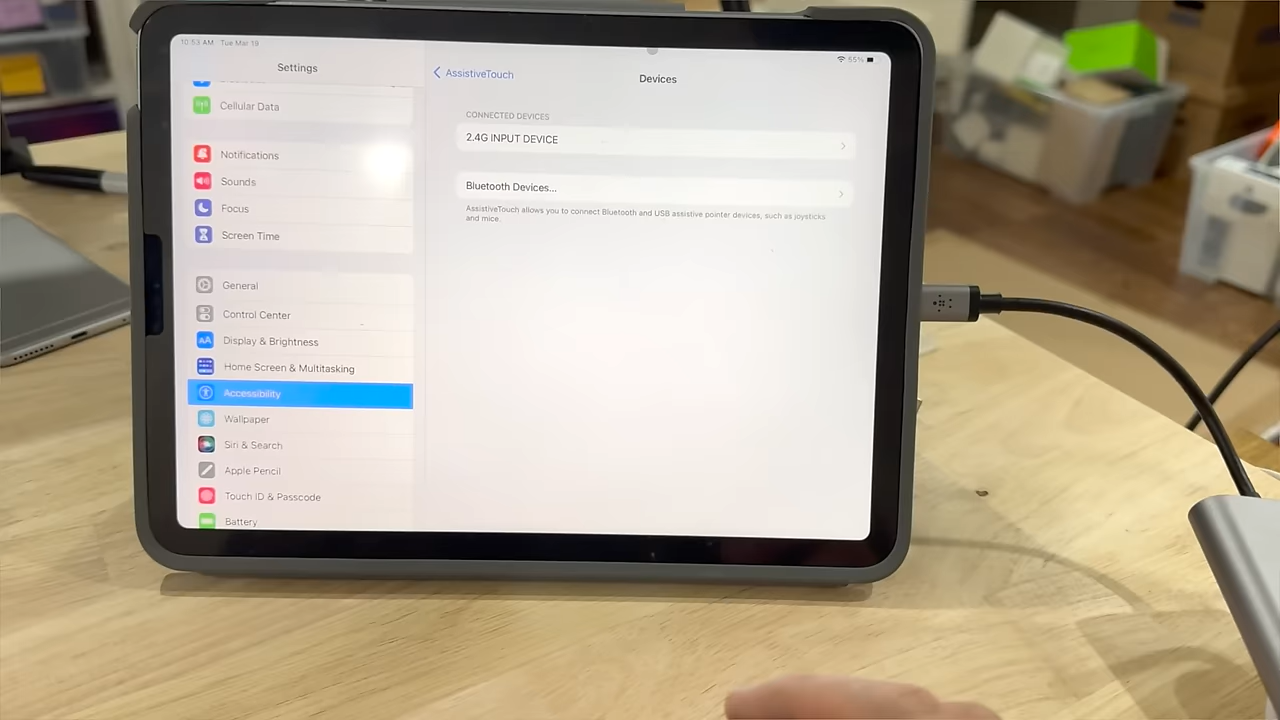 10:53 AM Tue Mar 19
55%
Settings
Cellular Data
Notifications
Sounds
Focus
Screen Time
General
Control Center
Display & Brightness
Home Screen & Multitasking
Accessibility
Wallpaper
Siri & Search
Apple Pencil
Touch ID & Passcode
Battery
AssistiveTouch
Devices
CONNECTED DEVICES
2.4G INPUT DEVICE
Bluetooth Devices...
AssistiveTouch allows you to connect Bluetooth and USB assistive pointer devices, such as joysticks
and mice.